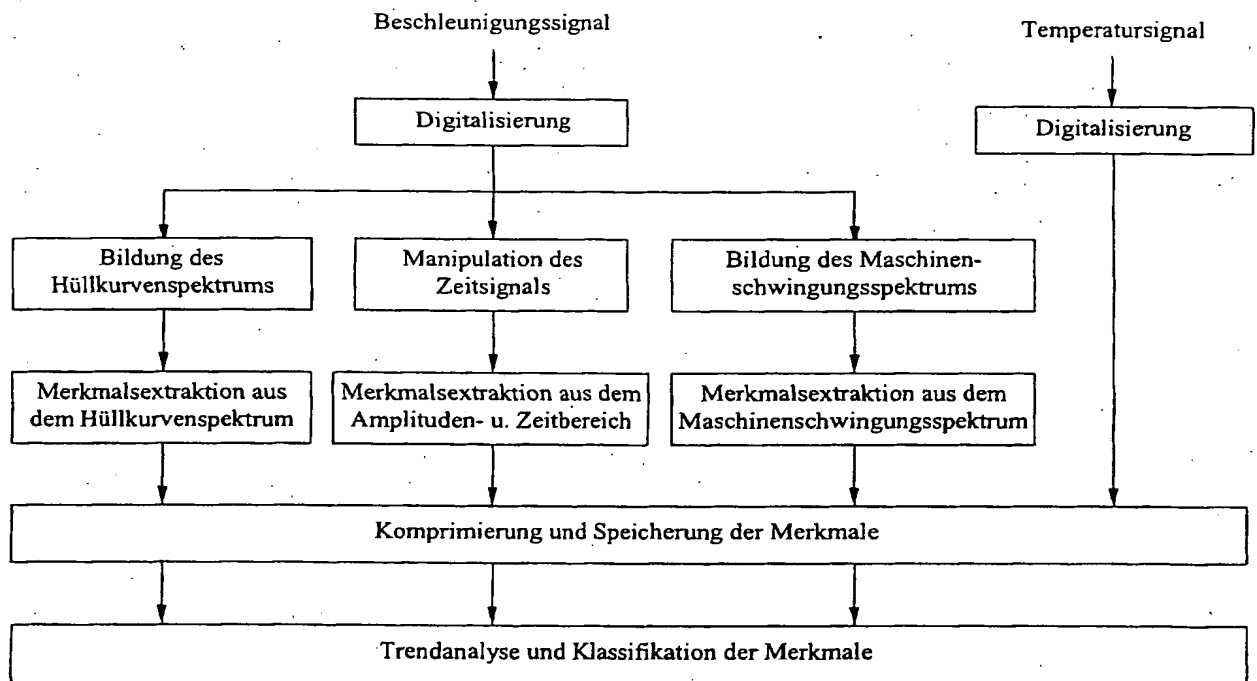 Beschleunigungssignal
Temperatursignal
Digitalisierung
Digitalisierung
Bildung des
Hüllkurvenspektrums
Manipulation des
Zeitsignals
Bildung des Maschinen-
schwingungsspektrums
Merkmalsextraktion aus
dem Hüllkurvenspektrum
Merkmalsextraktion aus dem
Amplituden- u. Zeitbereich
Merkmalsextraktion aus dem
Maschinenschwingungsspektrum
Komprimierung und Speicherung der Merkmale
Trendanalyse und Klassifikation der Merkmale